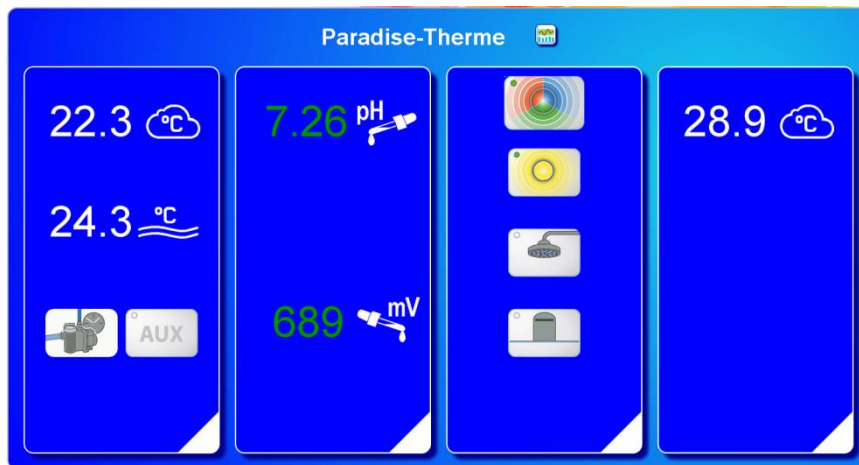 Paradise-Therme
22.3 °C
24.3 °C
AUX
7.26 pH
689 mV
28.9 °C